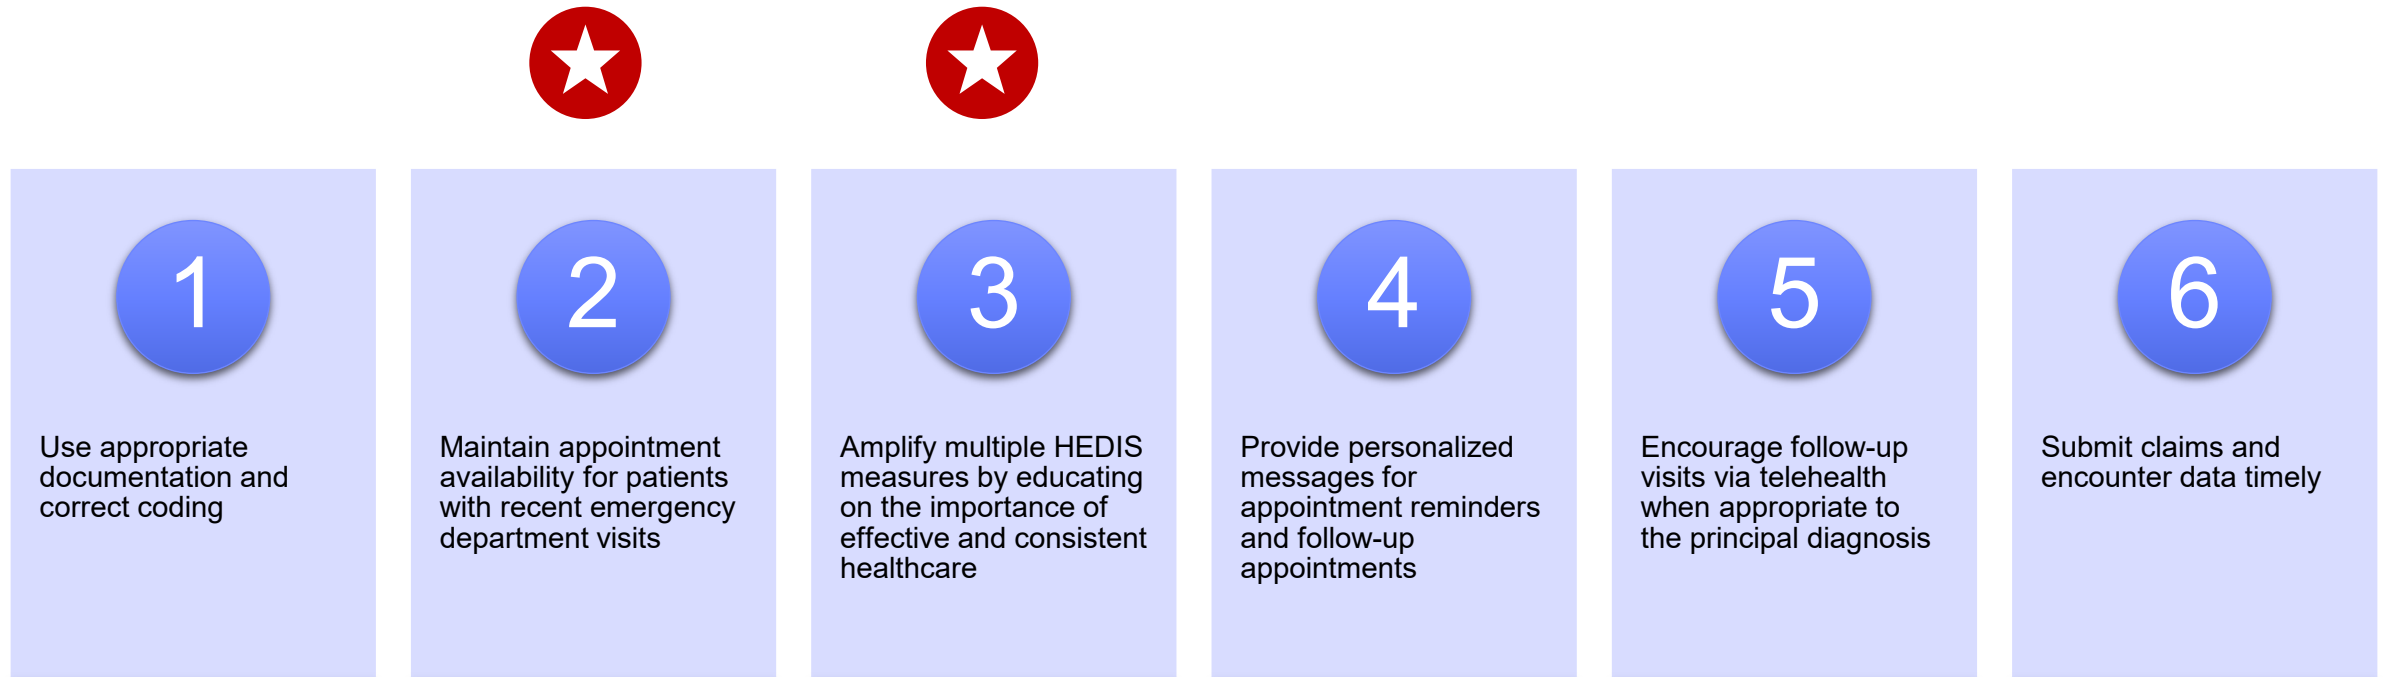 1
Use appropriate
documentation and
correct coding
2
Maintain appointment
availability for patients
with recent emergency
department visits
3
Amplify multiple HEDIS
measures by educating
on the importance of
effective and consistent
healthcare
4
Provide personalized
messages for
appointment reminders
and follow-up
appointments
5
Encourage follow-up
visits via telehealth
when appropriate to
the principal diagnosis
6
Submit claims and
encounter data timely